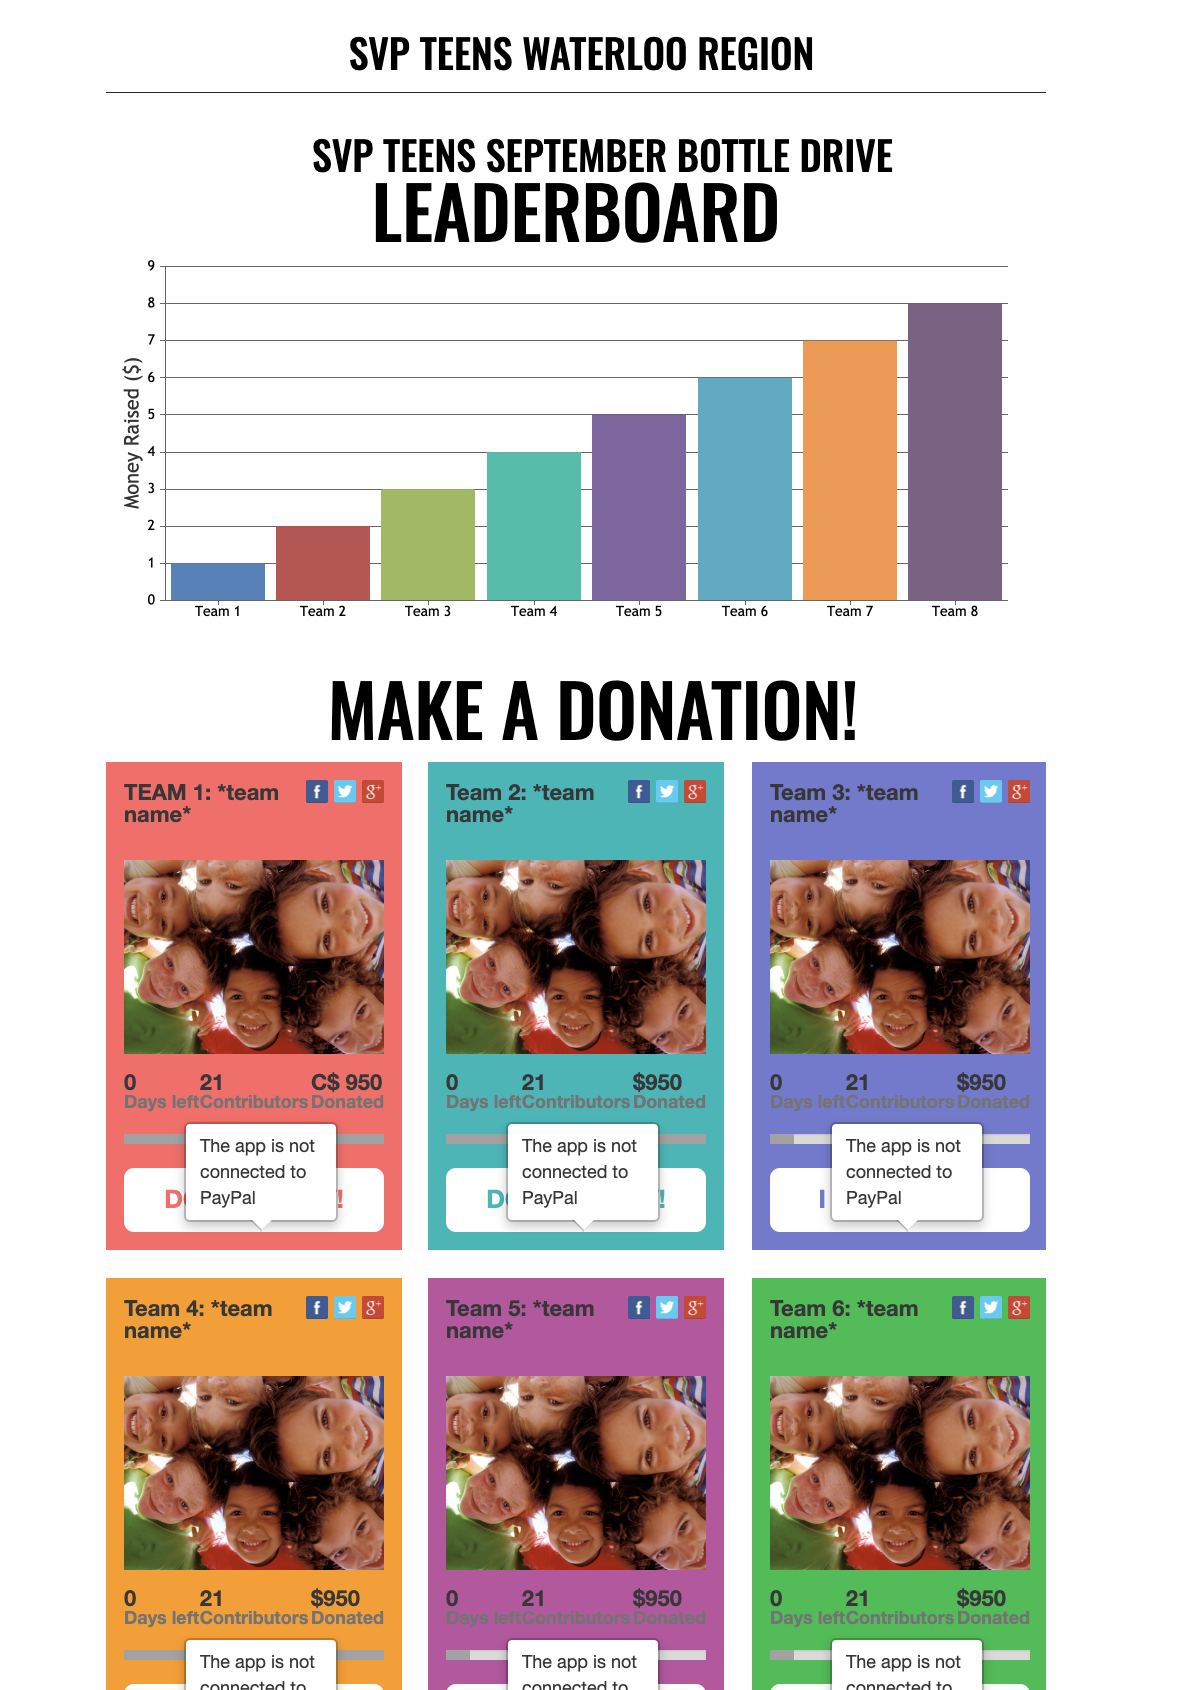 SVP TEENS WATERLOO REGION
SVP TEENS SEPTEMBER BOTTLE DRIVE
LEADERBOARD
9
8
7
6
5
4
3
2
1
0
Money Raised ($)
Team 1 Team 2 Team 3 Team 4 Team 5 Team 6 Team 7 Team 8
MAKE A DONATION!
TEAM 1: *team
name*
f
g+
0 21 C$ 950
Days left Contributors Donated
The app is not
connected to
PayPal
D !
Team 2: *team
name*
f
g+
0 21 $950
Days left Contributors Donated
The app is not
connected to
PayPal
D !
Team 3: *team
name*
f
g+
0 21 $950
Days left Contributors Donated
The app is not
connected to
PayPal
Team 4: *team
name*
f
g+
0 21 $950
Days left Contributors Donated
The app is not
connected to
Team 5: *team
name*
f
g+
0 21 $950
Days left Contributors Donated
The app is not
connected to
Team 6: *team
name*
f
g+
0 21 $950
Days left Contributors Donated
The app is not
connected to